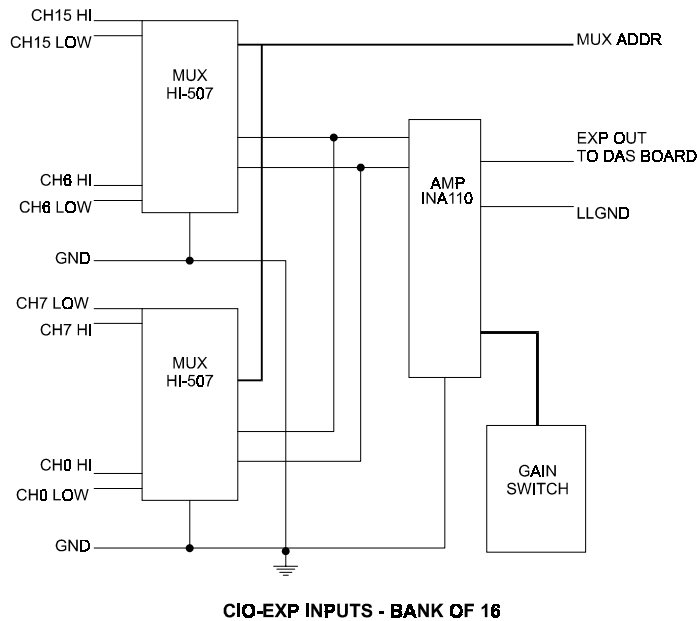 CH15 HI
CH15 LOW
MUX
HI-507
MUX ADDR
EXP OUT
TO DAS BOARD
AMP
INA110
CH6 HI
CH6 LOW
LLGND
GND
CH7 LOW
CH7 HI
MUX
HI-507
CH0 HI
CH0 LOW
GAIN
SWITCH
GND
CIO-EXP INPUTS - BANK OF 16